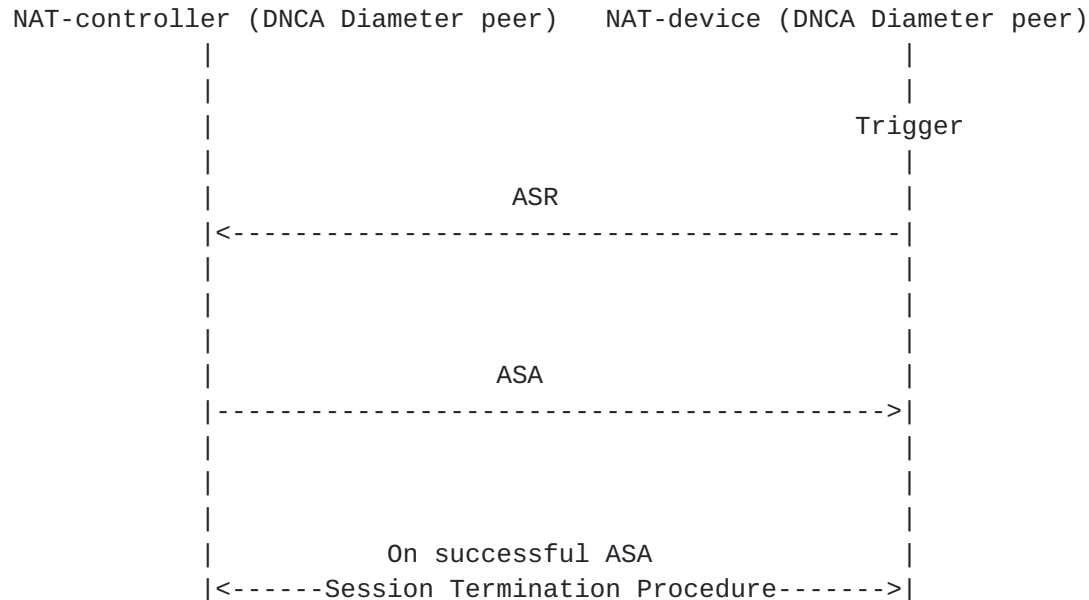 NAT-controller (DNCA Diameter peer)   NAT-device (DNCA Diameter peer)
Trigger
ASR
ASA
On successful ASA
Session Termination Procedure